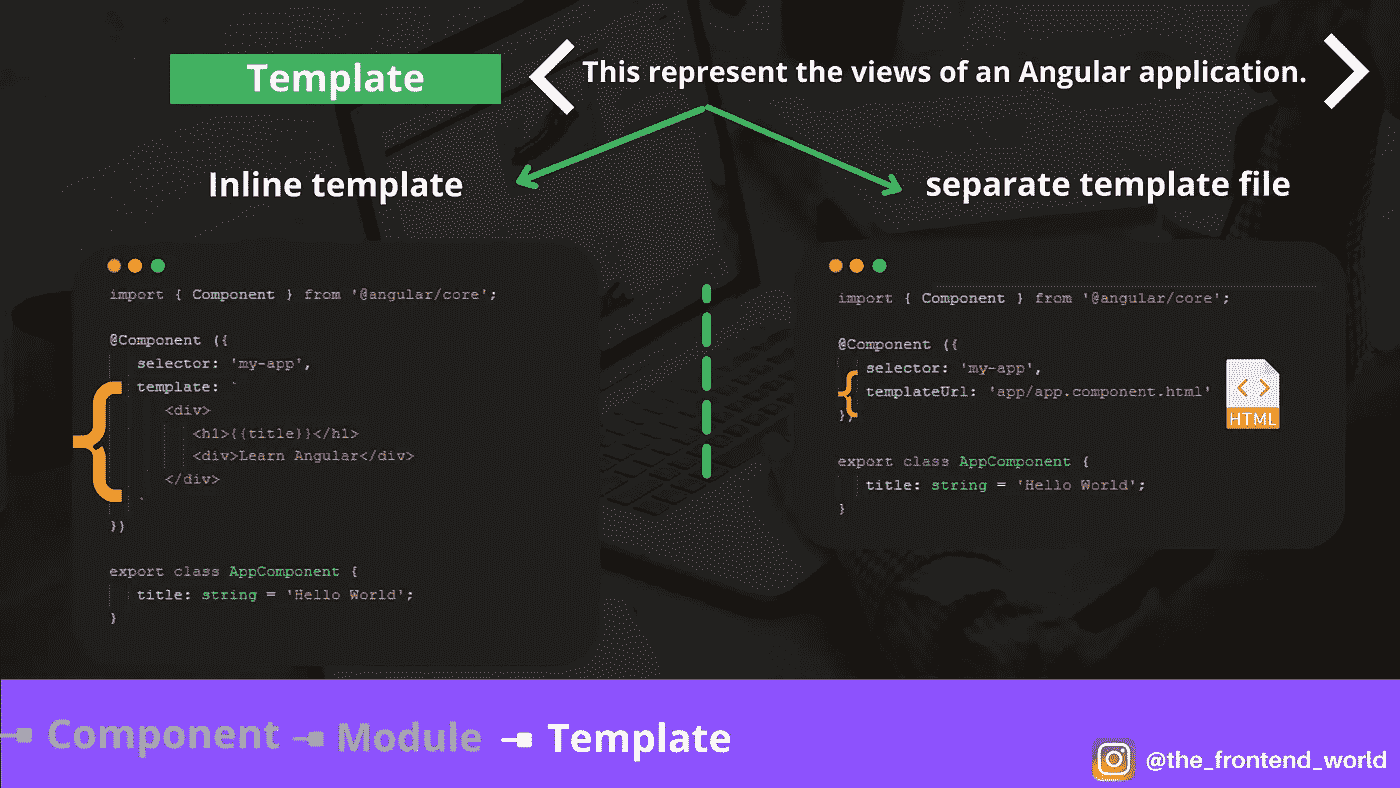 Template
This represent the views of an Angular application.
Inline template
separate template file
import { Component } from '@angular/core';
@Component ({
selector: 'my-app',
template: `
<div>
<h1>{{title}}</h1>
<div>Learn Angular</div>
</div>
`
})
export class AppComponent {
title: string = 'Hello World';
}
import { Component } from '@angular/core';
@Component ({
selector: 'my-app',
templateUrl: 'app/app.component.html'
})
HTML
export class AppComponent {
title: string = 'Hello World';
}
Component
Module
Template
@the_frontend_world